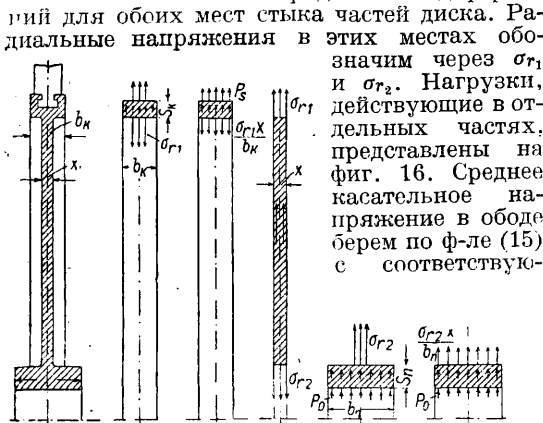 ний для обоих мест стыка частей диска. Ра-
диальные напряжения в этих местах обо-
значим через σr₁
и σr₂. Нагрузки,
действующие в от-
дельных частях,
представлены на
фиг. 16. Среднее
касательное на-
пряжение в ободе
берем по ф-ле (15)
с соответствую-
bк
x
Sк
σr1
bк
Ps
σr1 x
bк
σr1
x
σr2
σr2
Sп
P0
bп
σr2 x
bп
P0